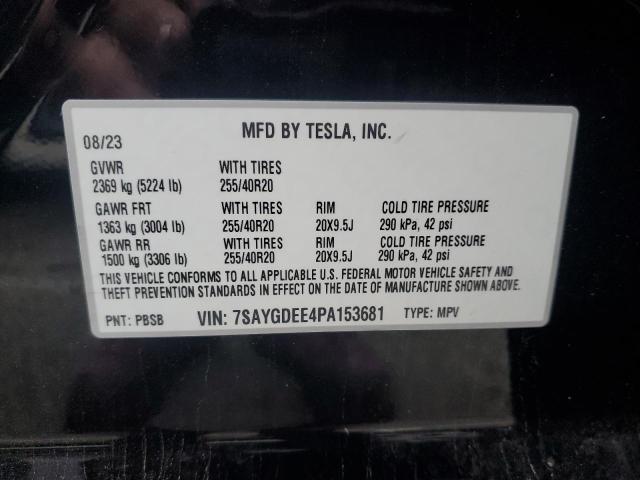 MFD BY TESLA, INC.
08/23
GVWR WITH TIRES
2369 kg (5224 lb) 255/40R20
GAWR FRT WITH TIRES RIM COLD TIRE PRESSURE
1363 kg (3004 lb) 255/40R20 20X9.5J 290 kPa, 42 psi
GAWR RR WITH TIRES RIM COLD TIRE PRESSURE
1500 kg (3306 lb) 255/40R20 20X9.5J 290 kPa, 42 psi
THIS VEHICLE CONFORMS TO ALL APPLICABLE U.S. FEDERAL MOTOR VEHICLE SAFETY AND
THEFT PREVENTION STANDARDS IN EFFECT ON THE DATE OF MANUFACTURE SHOWN ABOVE.
PNT: PBSB VIN: 7SAYGDEE4PA153681 TYPE: MPV